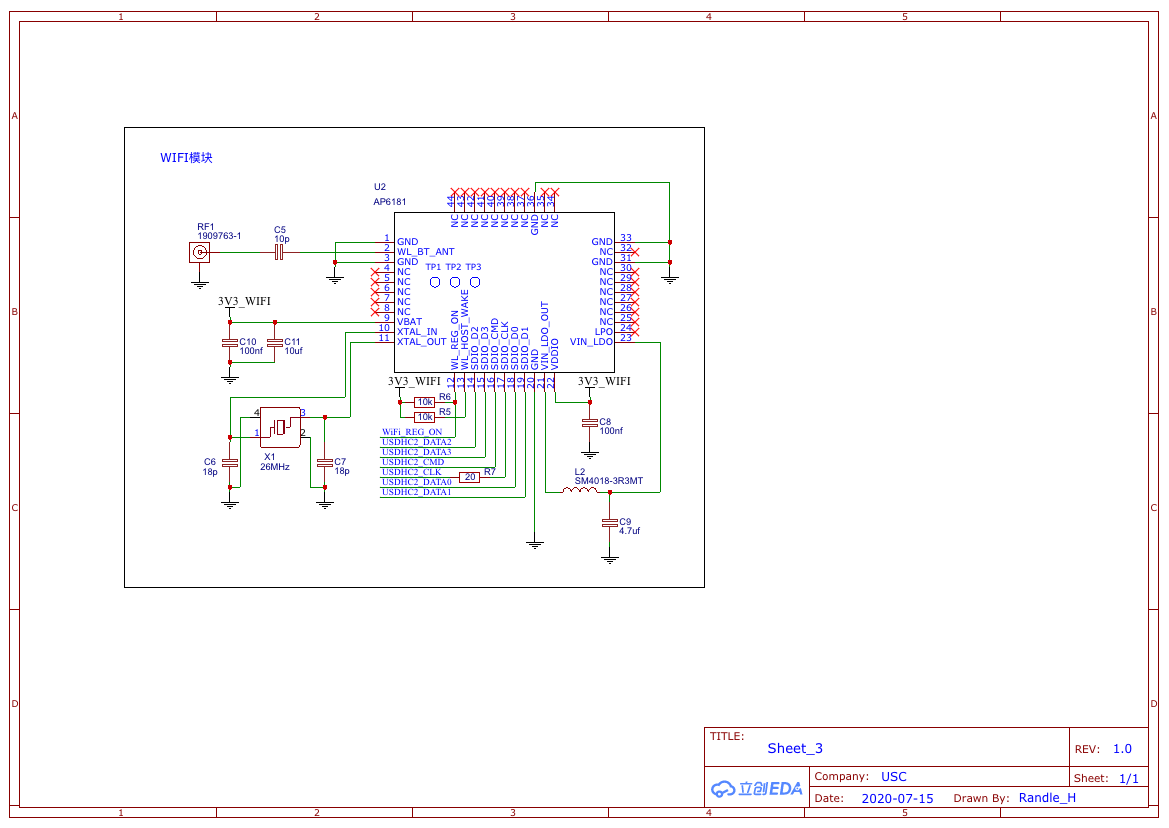 1 2 3 4 5
A A
B B
C C
D D
1 2 3 4 5
WIFI模块
U2
AP6181
44 43 42 41 40 39 38 37 36 35 34
NC NC NC NC NC NC NC NC GND NC NC
RF1
1909763-1
C5
10p
1 GND
2 WL_BT_ANT
3 GND
4 NC
5 NC
6 NC
7 NC
8 NC
9 VBAT
10 XTAL_IN
11 XTAL_OUT
TP1 TP2 TP3
GND 33
NC 32
GND 31
NC 30
NC 29
NC 28
NC 27
NC 26
NC 25
LPO 24
VIN_LDO 23
WL_REG_ON
WL_HOST_WAKE
SDIO_D2
SDIO_D3
SDIO_CMD
SDIO_CLK
SDIO_D0
SDIO_D1
GND
VIN_LDO_OUT
VDDIO
12 13 14 15 16 17 18 19 20 21 22
3V3_WIFI
C10
100nf
C11
10uf
3V3_WIFI
10k R6
10k R5
3V3_WIFI
C8
100nf
WiFi_REG_ON
USDHC2_DATA2
USDHC2_DATA3
USDHC2_CMD
USDHC2_CLK
20 R7
USDHC2_DATA0
USDHC2_DATA1
4 3
1 2
X1
26MHz
C6
18p
C7
18p
L2
SM4018-3R3MT
C9
4.7uf
TITLE:
Sheet_3
REV: 1.0
立创EDA
Company: USC
Sheet: 1/1
Date: 2020-07-15 Drawn By: Randle_H